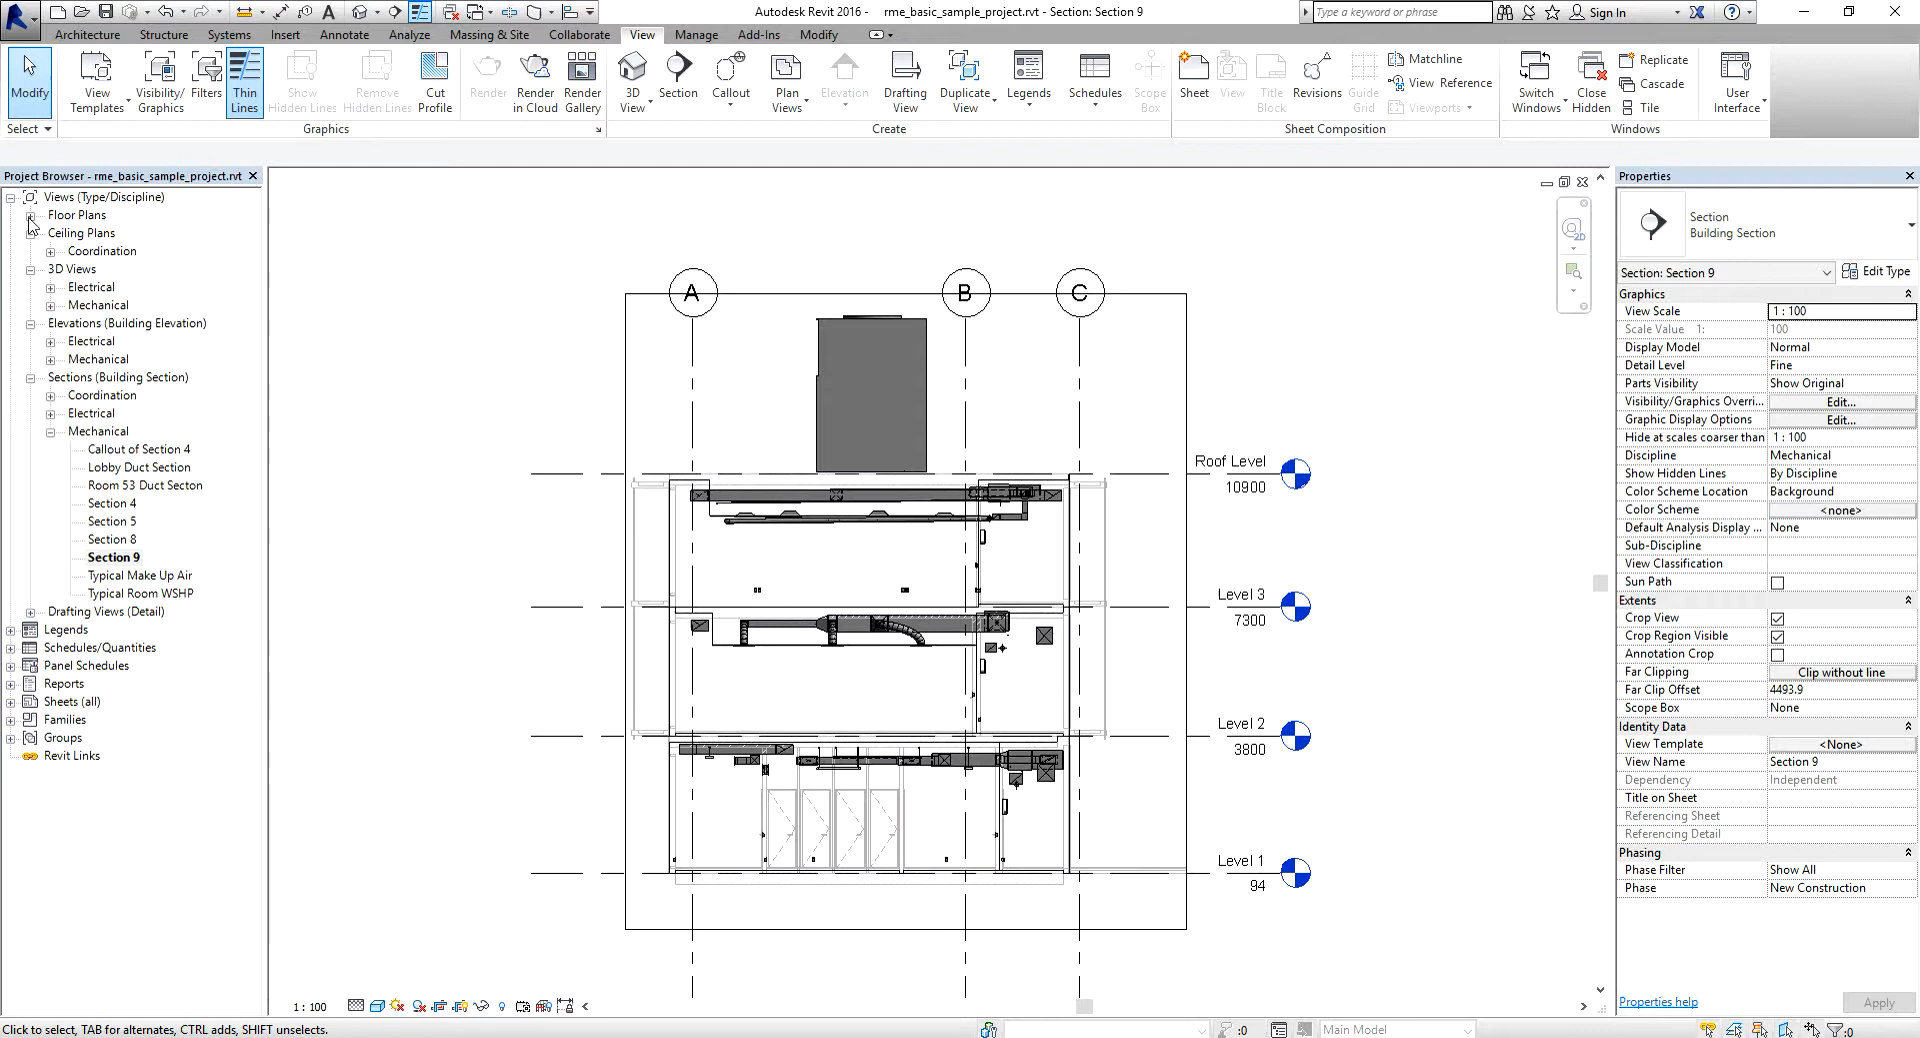 Autodesk Revit 2016 - rme_basic_sample_project.rvt - Section: Section 9
Type a keyword or phrase
Sign In
Architecture Structure Systems Insert Annotate Analyze Massing & Site Collaborate View Manage Add-Ins Modify
Modify
View Templates
Visibility/ Graphics
Filters
Thin Lines
Show Hidden Lines
Remove Hidden Lines
Cut Profile
Render
Render in Cloud
Render Gallery
3D View
Section
Callout
Plan Views
Elevation
Drafting View
Duplicate View
Legends
Schedules
Scope Box
Sheet
View
Title Block
Revisions
Guide Grid
Matchline
View Reference
Viewports
Switch Windows
Close Hidden
Replicate
Cascade
Tile
User Interface
Select Graphics Create Sheet Composition Windows
Project Browser - rme_basic_sample_project.rvt
Views (Type/Discipline)
Floor Plans
Ceiling Plans
Coordination
3D Views
Electrical
Mechanical
Elevations (Building Elevation)
Electrical
Mechanical
Sections (Building Section)
Coordination
Electrical
Mechanical
Callout of Section 4
Lobby Duct Section
Room 53 Duct Secton
Section 4
Section 5
Section 8
Section 9
Typical Make Up Air
Typical Room WSHP
Drafting Views (Detail)
Legends
Schedules/Quantities
Panel Schedules
Reports
Sheets (all)
Families
Groups
Revit Links
2D
A B C
Roof Level
10900
Level 3
7300
Level 2
3800
Level 1
94
1 : 100
Properties
Section
Building Section
Section: Section 9 Edit Type
Graphics
View Scale 1 : 100
Scale Value 1: 100
Display Model Normal
Detail Level Fine
Parts Visibility Show Original
Visibility/Graphics Overri... Edit...
Graphic Display Options Edit...
Hide at scales coarser than 1 : 100
Discipline Mechanical
Show Hidden Lines By Discipline
Color Scheme Location Background
Color Scheme <none>
Default Analysis Display ... None
Sub-Discipline
View Classification
Sun Path
Extents
Crop View
Crop Region Visible
Annotation Crop
Far Clipping Clip without line
Far Clip Offset 4493.9
Scope Box None
Identity Data
View Template <None>
View Name Section 9
Dependency Independent
Title on Sheet
Referencing Sheet
Referencing Detail
Phasing
Phase Filter Show All
Phase New Construction
Properties help Apply
Click to select, TAB for alternates, CTRL adds, SHIFT unselects.
:0
Main Model
:0